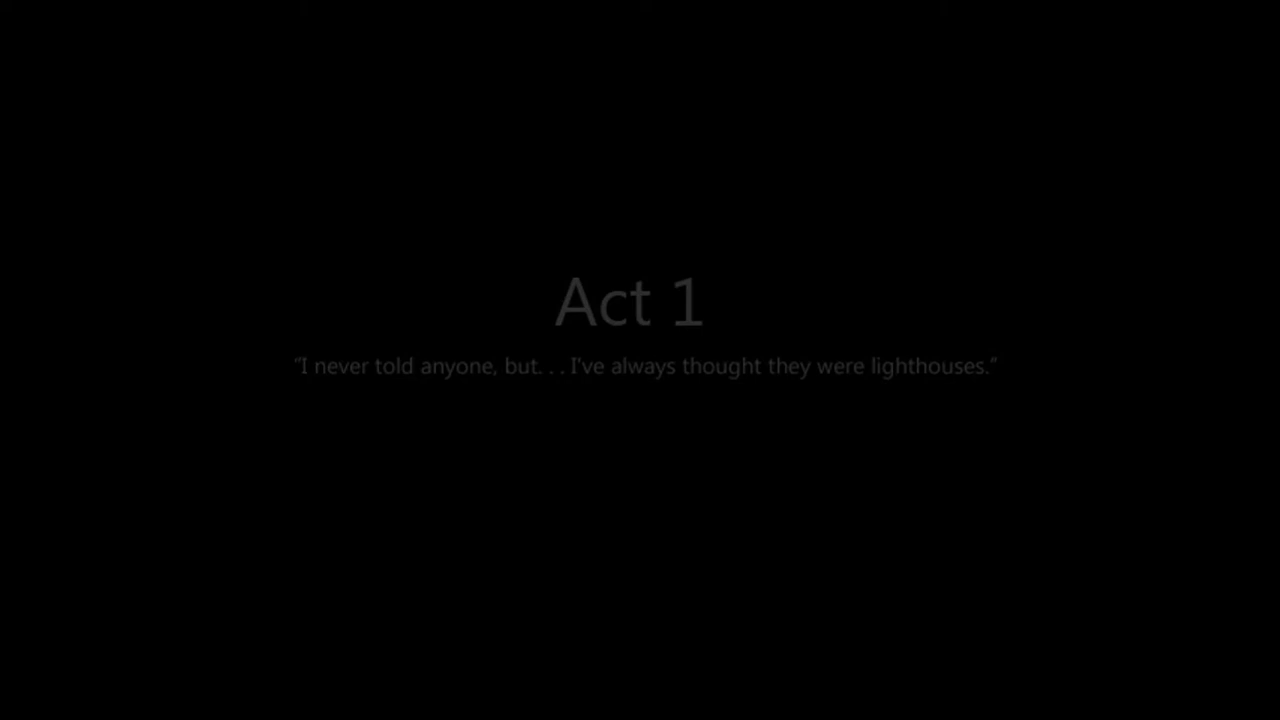 Act 1
“I never told anyone, but. . . I've always thought they were lighthouses.”